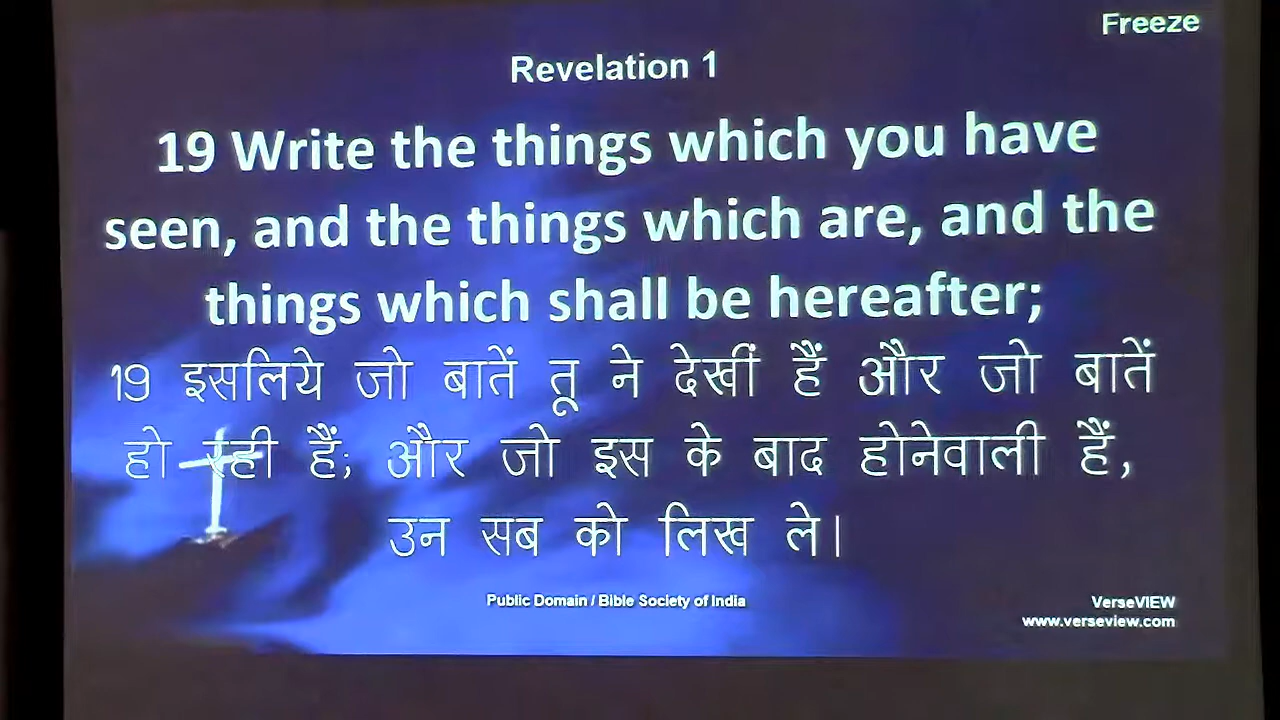 Freeze
Revelation 1
19 Write the things which you have
seen, and the things which are, and the
things which shall be hereafter;
19 इसलिये जो बातें तू ने देखीं हैं और जो बातें
हो रही हैं; और जो इस के बाद होनेवाली हैं,
उन सब को लिख ले।
Public Domain / Bible Society of India
VerseVIEW
www.verseview.com